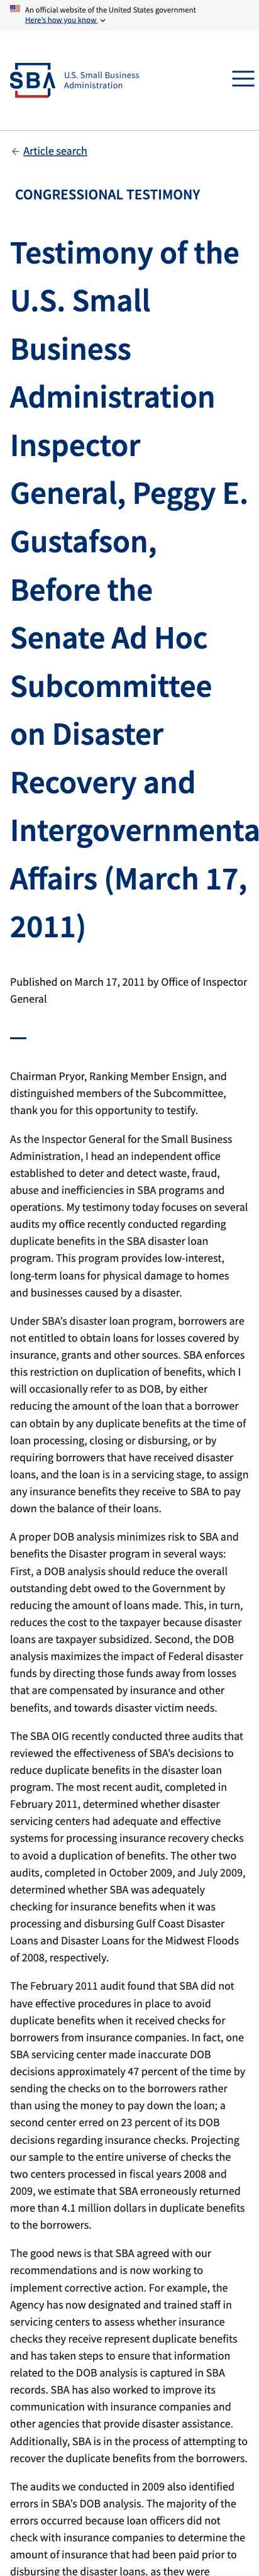 An official website of the United States government
Here's how you know
SBA
U.S. Small Business
Administration
Article search
CONGRESSIONAL TESTIMONY
Testimony of the
U.S. Small
Business
Administration
Inspector
General, Peggy E.
Gustafson,
Before the
Senate Ad Hoc
Subcommittee
on Disaster
Recovery and
Intergovernmenta
Affairs (March 17,
2011)
Published on March 17, 2011 by Office of Inspector
General
Chairman Pryor, Ranking Member Ensign, and
distinguished members of the Subcommittee,
thank you for this opportunity to testify.
As the Inspector General for the Small Business
Administration, I head an independent office
established to deter and detect waste, fraud,
abuse and inefficiencies in SBA programs and
operations. My testimony today focuses on several
audits my office recently conducted regarding
duplicate benefits in the SBA disaster loan
program. This program provides low-interest,
long-term loans for physical damage to homes
and businesses caused by a disaster.
Under SBA's disaster loan program, borrowers are
not entitled to obtain loans for losses covered by
insurance, grants and other sources. SBA enforces
this restriction on duplication of benefits, which I
will occasionally refer to as DOB, by either
reducing the amount of the loan that a borrower
can obtain by any duplicate benefits at the time of
loan processing, closing or disbursing, or by
requiring borrowers that have received disaster
loans, and the loan is in a servicing stage, to assign
any insurance benefits they receive to SBA to pay
down the balance of their loans.
A proper DOB analysis minimizes risk to SBA and
benefits the Disaster program in several ways:
First, a DOB analysis should reduce the overall
outstanding debt owed to the Government by
reducing the amount of loans made. This, in turn,
reduces the cost to the taxpayer because disaster
loans are taxpayer subsidized. Second, the DOB
analysis maximizes the impact of Federal disaster
funds by directing those funds away from losses
that are compensated by insurance and other
benefits, and towards disaster victim needs.
The SBA OIG recently conducted three audits that
reviewed the effectiveness of SBA's decisions to
reduce duplicate benefits in the disaster loan
program. The most recent audit, completed in
February 2011, determined whether disaster
servicing centers had adequate and effective
systems for processing insurance recovery checks
to avoid a duplication of benefits. The other two
audits, completed in October 2009, and July 2009,
determined whether SBA was adequately
checking for insurance benefits when it was
processing and disbursing Gulf Coast Disaster
Loans and Disaster Loans for the Midwest Floods
of 2008, respectively.
The February 2011 audit found that SBA did not
have effective procedures in place to avoid
duplicate benefits when it received checks for
borrowers from insurance companies. In fact, one
SBA servicing center made inaccurate DOB
decisions approximately 47 percent of the time by
sending the checks on to the borrowers rather
than using the money to pay down the loan; a
second center erred on 23 percent of its DOB
decisions regarding insurance checks. Projecting
our sample to the entire universe of checks the
two centers processed in fiscal years 2008 and
2009, we estimate that SBA erroneously returned
more than 4.1 million dollars in duplicate benefits
to the borrowers.
The good news is that SBA agreed with our
recommendations and is now working to
implement corrective action. For example, the
Agency has now designated and trained staff in
servicing centers to assess whether insurance
checks they receive represent duplicate benefits
and has taken steps to ensure that information
related to the DOB analysis is captured in SBA
records. SBA has also worked to improve its
communication with insurance companies and
other agencies that provide disaster assistance.
Additionally, SBA is in the process of attempting to
recover the duplicate benefits from the borrowers.
The audits we conducted in 2009 also identified
errors in SBA's DOB analysis. The majority of the
errors occurred because loan officers did not
check with insurance companies to determine the
amount of insurance that had been paid prior to
disbursing the disaster loans, as they were